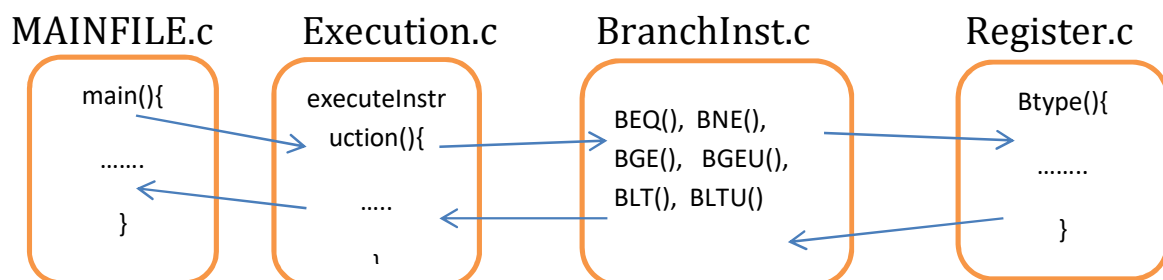 MAINFILE.c
Execution.c
BranchInst.c
Register.c
main(){
…….
}
executeInstr
uction(){
…..
BEQ(), BNE(),
BGE(), BGEU(),
BLT(), BLTU()
Btype(){
……..
}